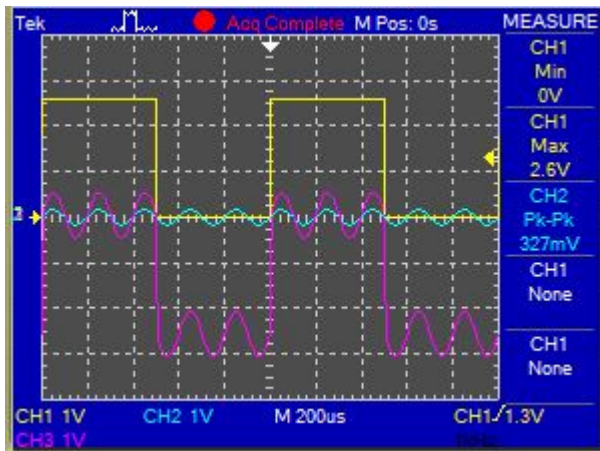 Tek Acq Complete M Pos: 0s MEASURE
CH1
Min
0V
CH1
Max
2.6V
CH2
Pk-Pk
327mV
CH1
None
CH1
None
CH1 1V CH2 1V M 200us CH1 1.3V
CH3 1V